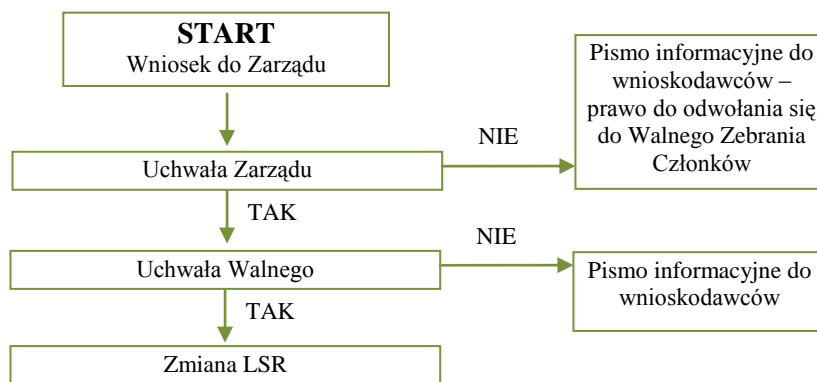 START
Wniosek do Zarządu
Pismo informacyjne do
wnioskodawców –
prawo do odwołania się
do Walnego Zebrania
Członków
NIE
Uchwała Zarządu
TAK
NIE
Uchwała Walnego
Pismo informacyjne do
wnioskodawców
TAK
Zmiana LSR